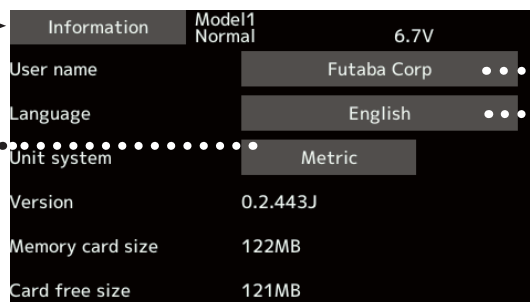 Information
Model1
Normal
6.7V
User name
Futaba Corp
Language
English
Unit system
Metric
Version
0.2.443J
Memory card size
122MB
Card free size
121MB